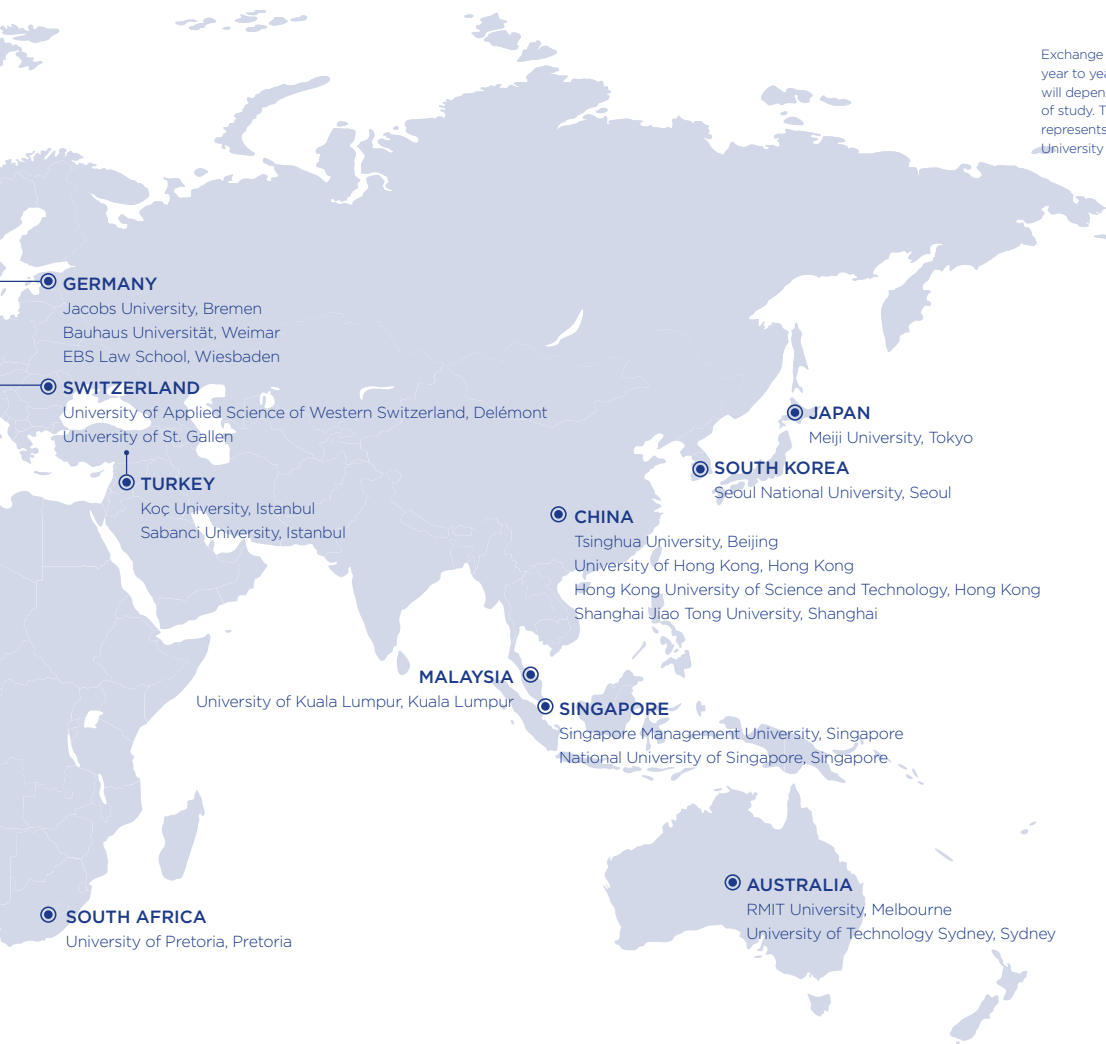 Exchange
year to
will
of study.
represents
University
GERMANY
Jacobs University, Bremen
Bauhaus Universität, Weimar
EBS Law School, Wiesbaden
SWITZERLAND
University of Applied Science of Western Switzerland, Delémont
University of St. Gallen
TURKEY
Koç University, Istanbul
Sabanci University, Istanbul
JAPAN
Meiji University, Tokyo
SOUTH KOREA
Seoul National University, Seoul
CHINA
Tsinghua University, Beijing
University of Hong Kong, Hong Kong
Hong Kong University of Science and Technology, Hong Kong
Shanghai Jiao Tong University, Shanghai
MALAYSIA
University of Kuala Lumpur, Kuala Lumpur
SINGAPORE
Singapore Management University, Singapore
National University of Singapore, Singapore
AUSTRALIA
RMIT University, Melbourne
University of Technology Sydney, Sydney
SOUTH AFRICA
University of Pretoria, Pretoria